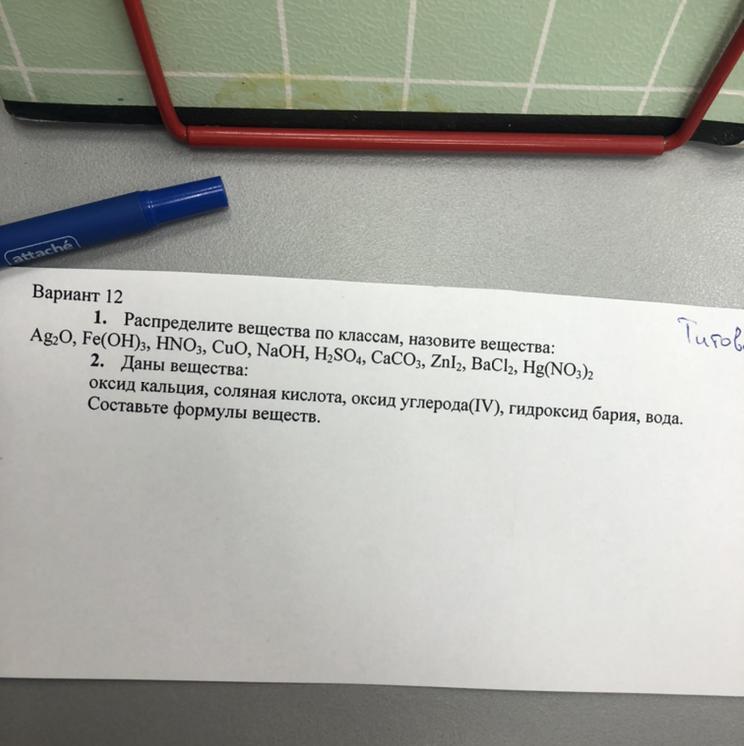 attaché
Вариант 12
Титов
1. Распределите вещества по классам, назовите вещества:
Ag₂O, Fe(OH)₃, HNO₃, CuO, NaOH, H₂SO₄, CaCO₃, ZnI₂, BaCl₂, Hg(NO₃)₂
2. Даны вещества:
оксид кальция, соляная кислота, оксид углерода(IV), гидроксид бария, вода.
Составьте формулы веществ.